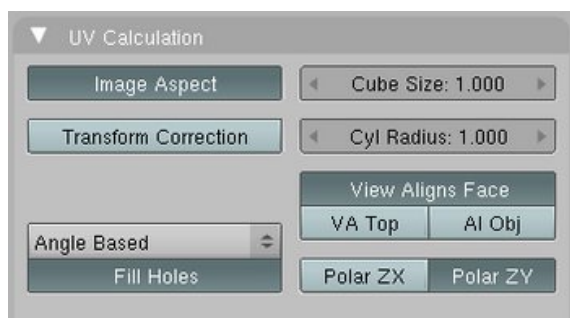 UV Calculation
Image Aspect
Cube Size: 1.000
Transform Correction
Cyl Radius: 1.000
View Aligns Face
VA Top
Al Obj
Angle Based
Fill Holes
Polar ZX
Polar ZY